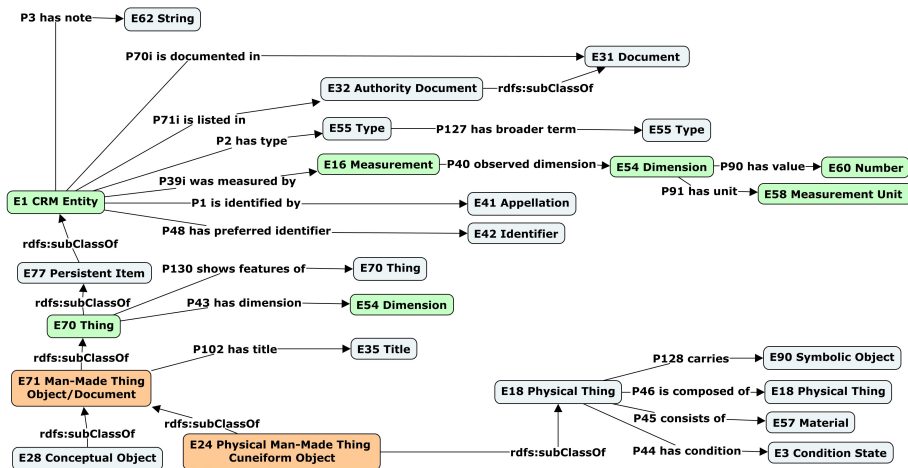 P3 has note
E62 String
P70i is documented in
E31 Document
E32 Authority Document
rdfs:subClassOf
P71i is listed in
P2 has type
E55 Type
P127 has broader term
E55 Type
P39i was measured by
E16 Measurement
P40 observed dimension
E54 Dimension
P90 has value
E60 Number
P91 has unit
E58 Measurement Unit
E1 CRM Entity
P1 is identified by
E41 Appellation
P48 has preferred identifier
E42 Identifier
rdfs:subClassOf
E77 Persistent Item
P130 shows features of
E70 Thing
rdfs:subClassOf
P43 has dimension
E54 Dimension
E70 Thing
rdfs:subClassOf
P102 has title
E35 Title
E71 Man-Made Thing
Object/Document
rdfs:subClassOf
E28 Conceptual Object
rdfs:subClassOf
E24 Physical Man-Made Thing
Cuneiform Object
rdfs:subClassOf
E18 Physical Thing
P128 carries
E90 Symbolic Object
P46 is composed of
E18 Physical Thing
P45 consists of
E57 Material
P44 has condition
E3 Condition State